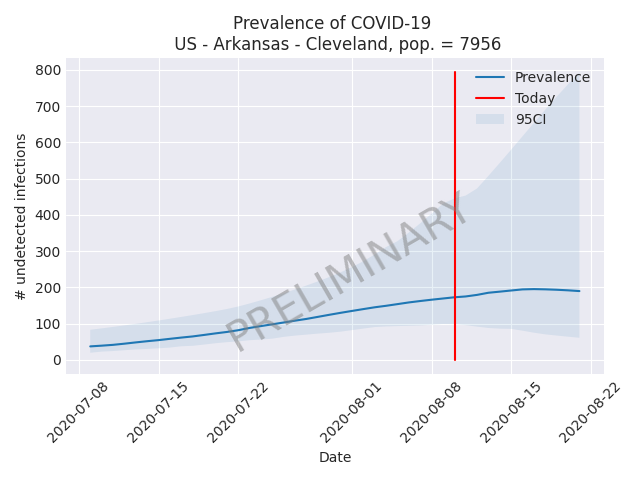 Prevalence of COVID-19
US - Arkansas - Cleveland, pop. = 7956
800
700
600
500
400
300
200
100
0
# undetected infections
Prevalence
Today
95CI
PRELIMINARY
2020-07-08
2020-07-15
2020-07-22
2020-08-01
2020-08-08
2020-08-15
2020-08-22
Date